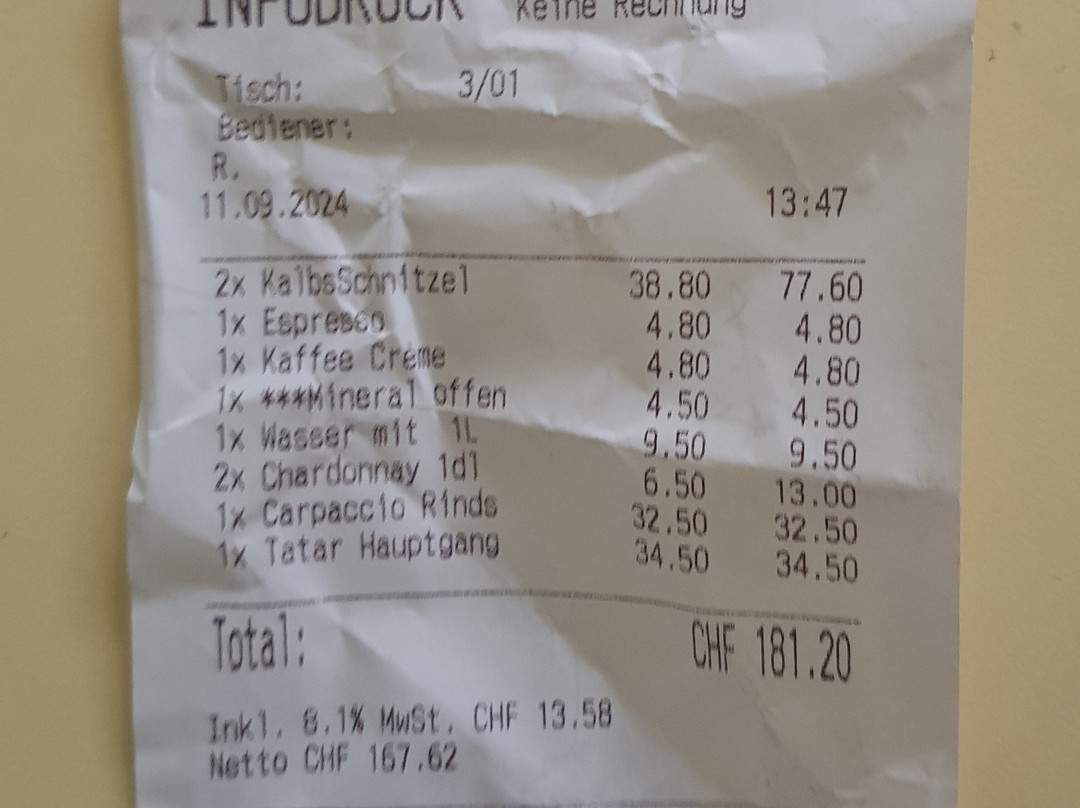 INFODRUCK Keine Rechnung
Tisch: 3/01
Bediener:
R.
11.09.2024 13:47
2x KalbsSchnitzel 38.80 77.60
1x Espresso 4.80 4.80
1x Kaffee Creme 4.80 4.80
1x ***Mineral offen 4.50 4.50
1x Wasser mit 1L 9.50 9.50
2x Chardonnay 1dl 6.50 13.00
1x Carpaccio Rinds 32.50 32.50
1x Tatar Hauptgang 34.50 34.50
Total: CHF 181.20
Inkl. 8.1% MwSt. CHF 13.58
Netto CHF 167.62